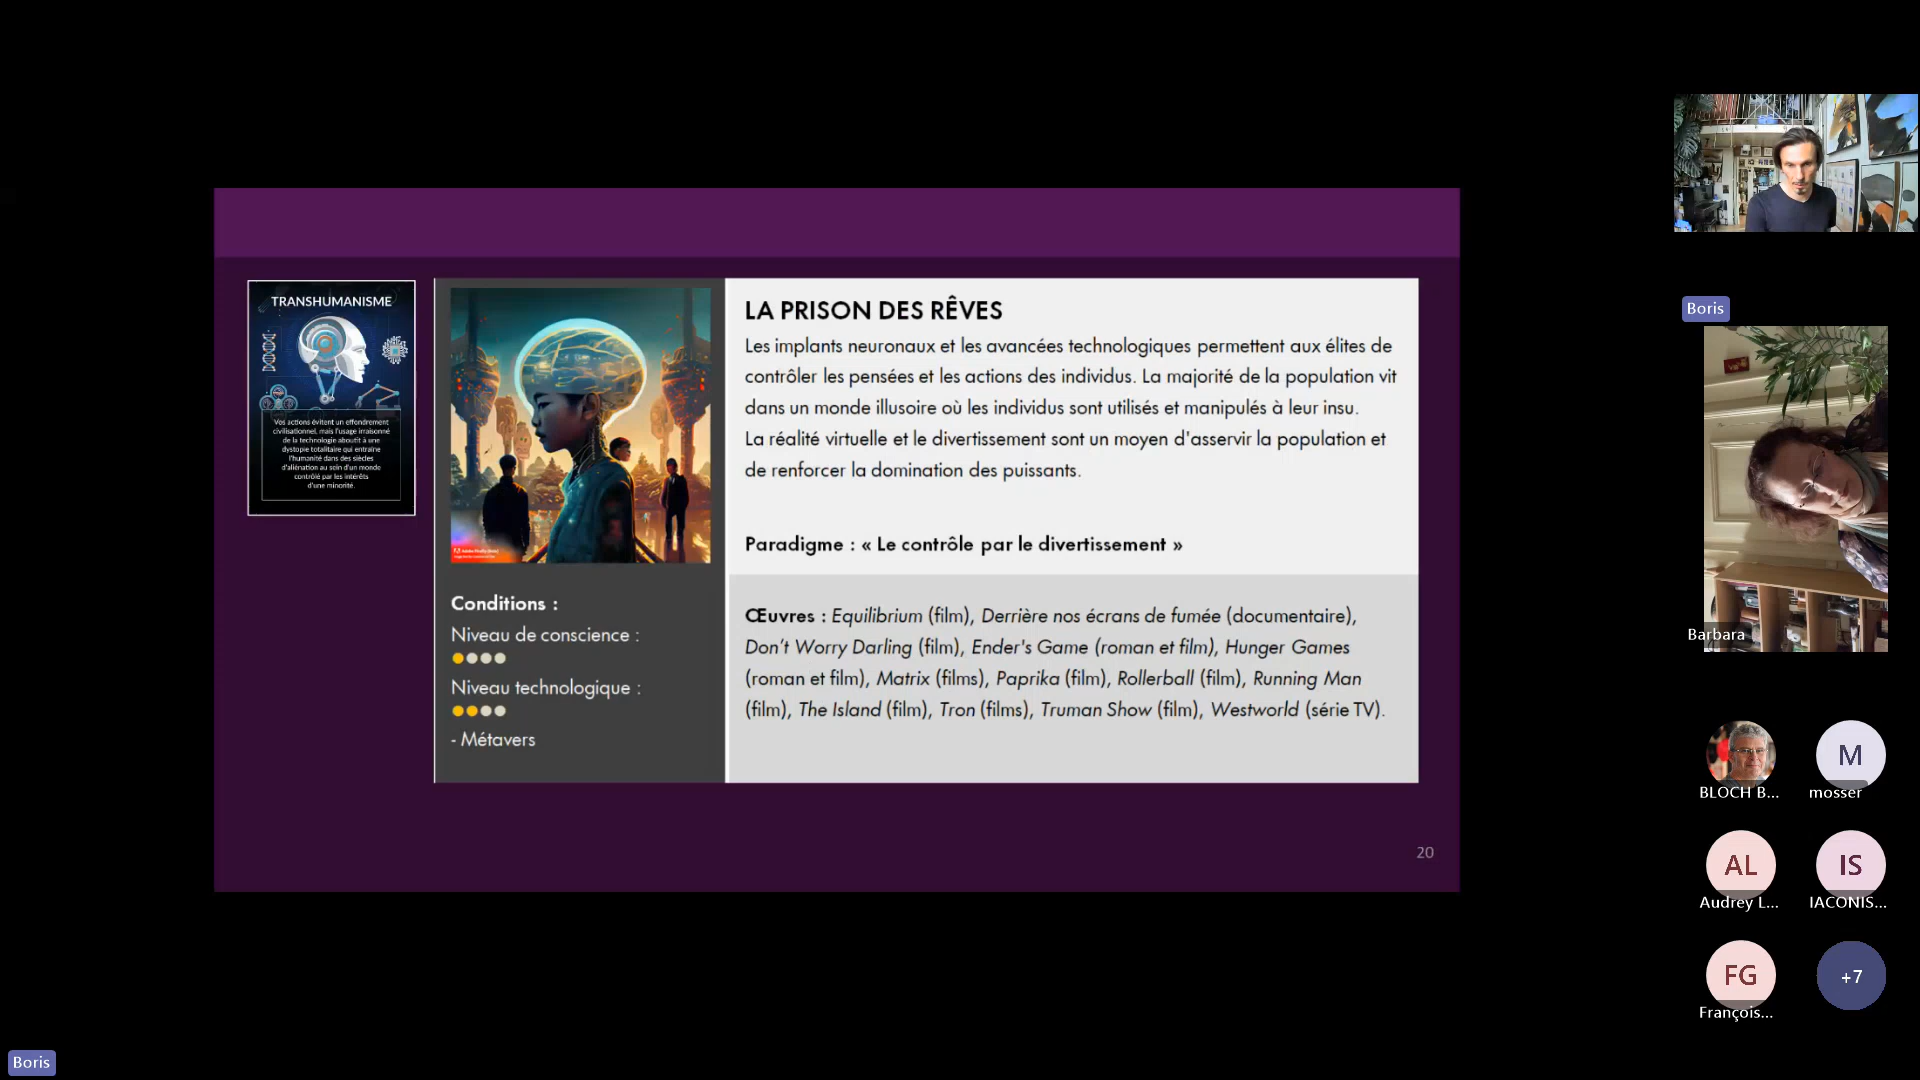 TRANSHUMANISME
Vos actions évitent un effondrement
civilisationnel, mais l'usage irraisonné
de la technologie aboutit à une
dystopie totalitaire qui entraîne
l'humanité dans des siècles
d'aliénation au sein d'un monde
contrôlé par les intérêts
d'une minorité.
Conditions :
Niveau de conscience :
Niveau technologique :
- Métavers
LA PRISON DES RÊVES
Les implants neuronaux et les avancées technologiques permettent aux élites de
contrôler les pensées et les actions des individus. La majorité de la population vit
dans un monde illusoire où les individus sont utilisés et manipulés à leur insu.
La réalité virtuelle et le divertissement sont un moyen d'asservir la population et
de renforcer la domination des puissants.
Paradigme : « Le contrôle par le divertissement »
Œuvres : Equilibrium (film), Derrière nos écrans de fumée (documentaire),
Don't Worry Darling (film), Ender's Game (roman et film), Hunger Games
(roman et film), Matrix (films), Paprika (film), Rollerball (film), Running Man
(film), The Island (film), Tron (films), Truman Show (film), Westworld (série TV).
20
Boris
Barbara
BLOCH B...
M
mosser
AL
Audrey L...
IS
IACONIS...
FG
François...
+7
Boris